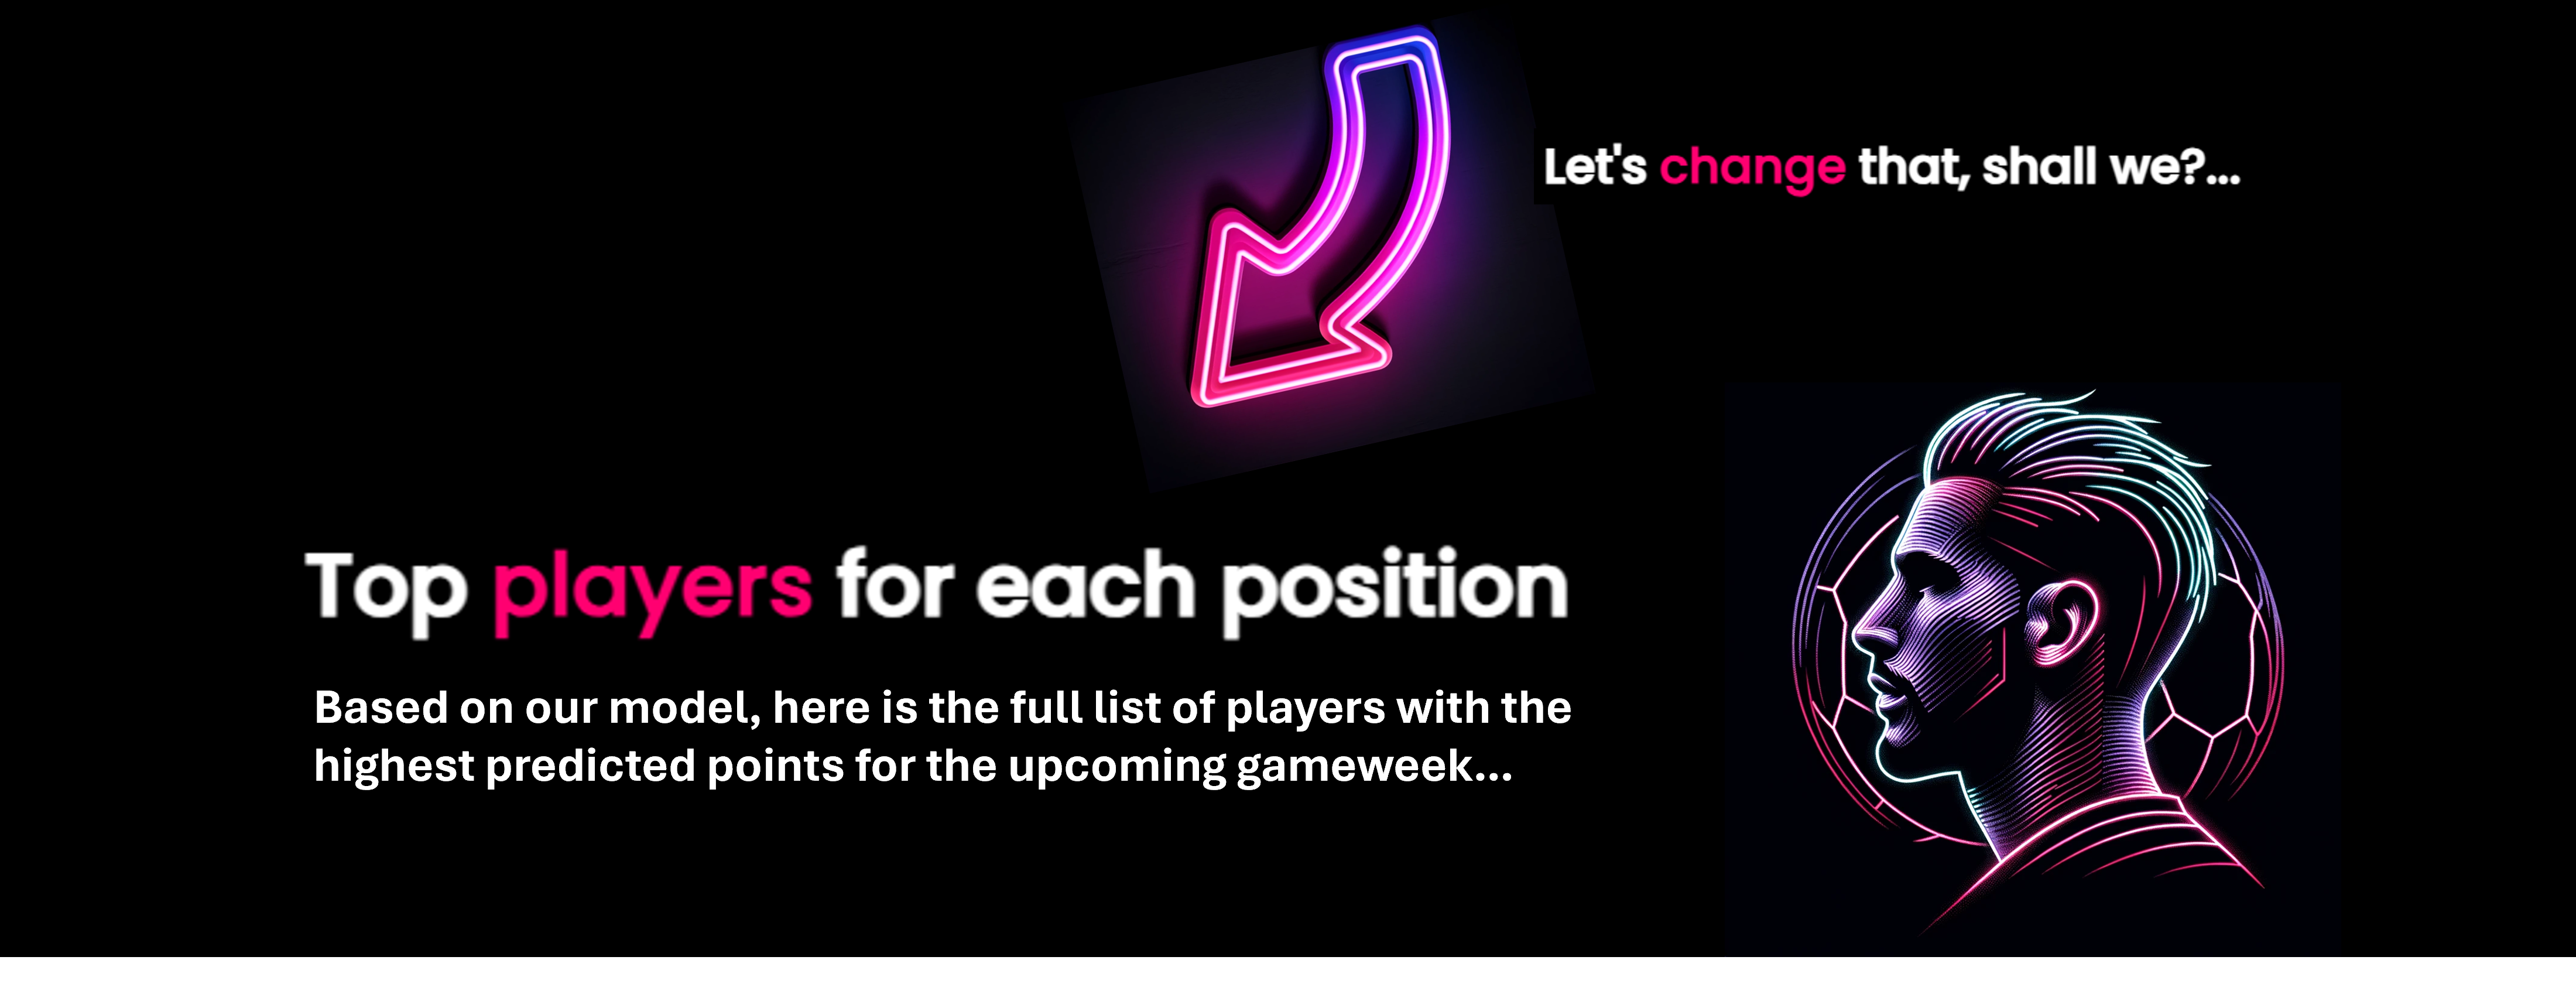 Let's change that, shall we?...
Top players for each position
Based on our model, here is the full list of players with the
highest predicted points for the upcoming gameweek...